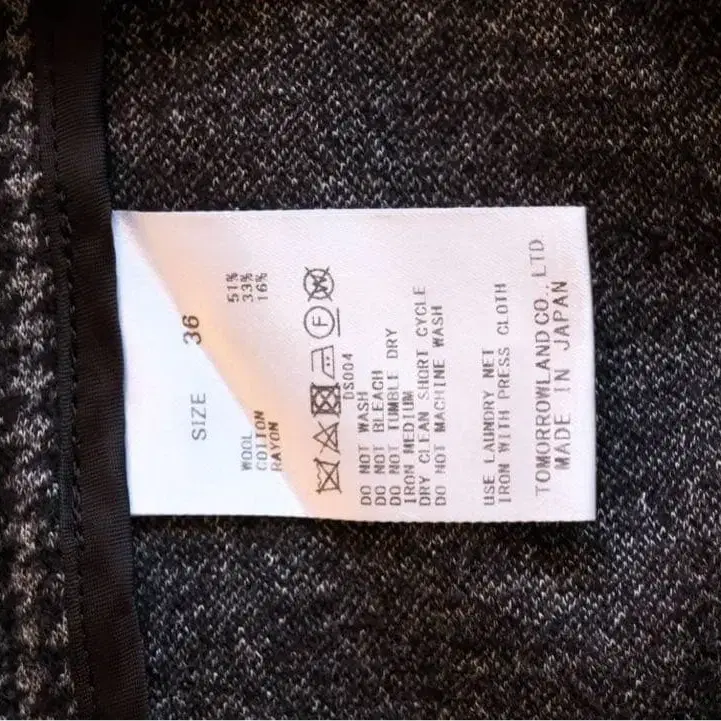 SIZE 36
WOOL 51%
COTTON 33%
RAYON 16%
DS004
DO NOT WASH
DO NOT BLEACH
DO NOT TUMBLE DRY
IRON MEDIUM
DRY CLEAN SHORT CYCLE
DO NOT MACHINE WASH
USE LAUNDRY NET
IRON WITH PRESS CLOTH
TOMORROWLAND CO., LTD.
MADE IN JAPAN